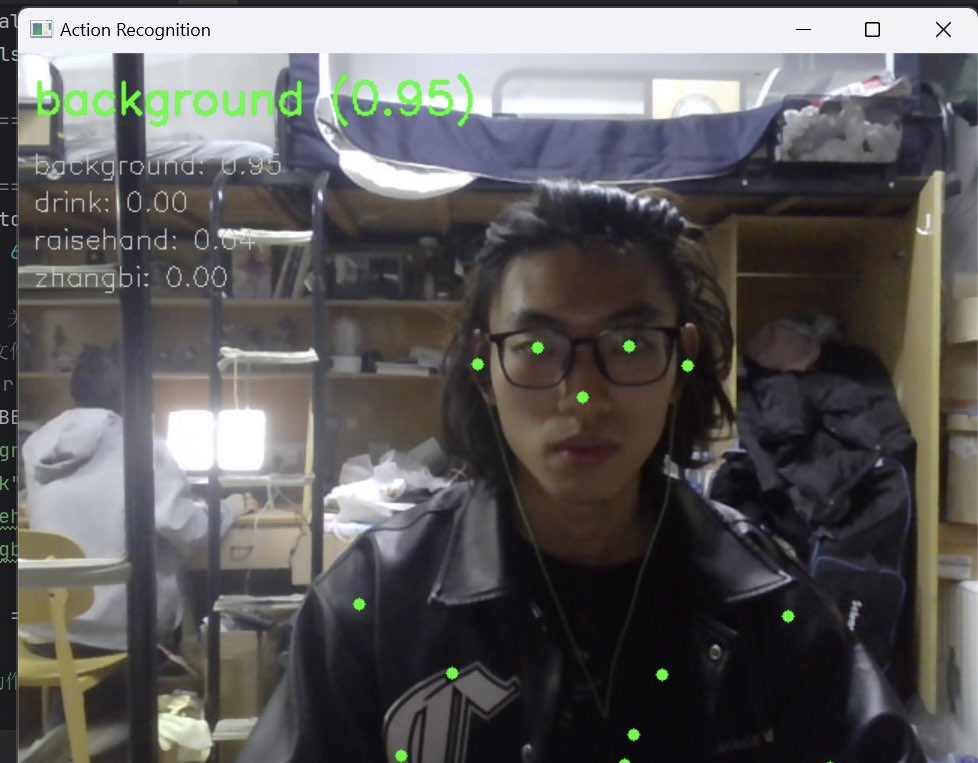 Action Recognition
background (0.95)
background: 0.95
drink: 0.00
raisehand: 0.04
zhangbi: 0.00